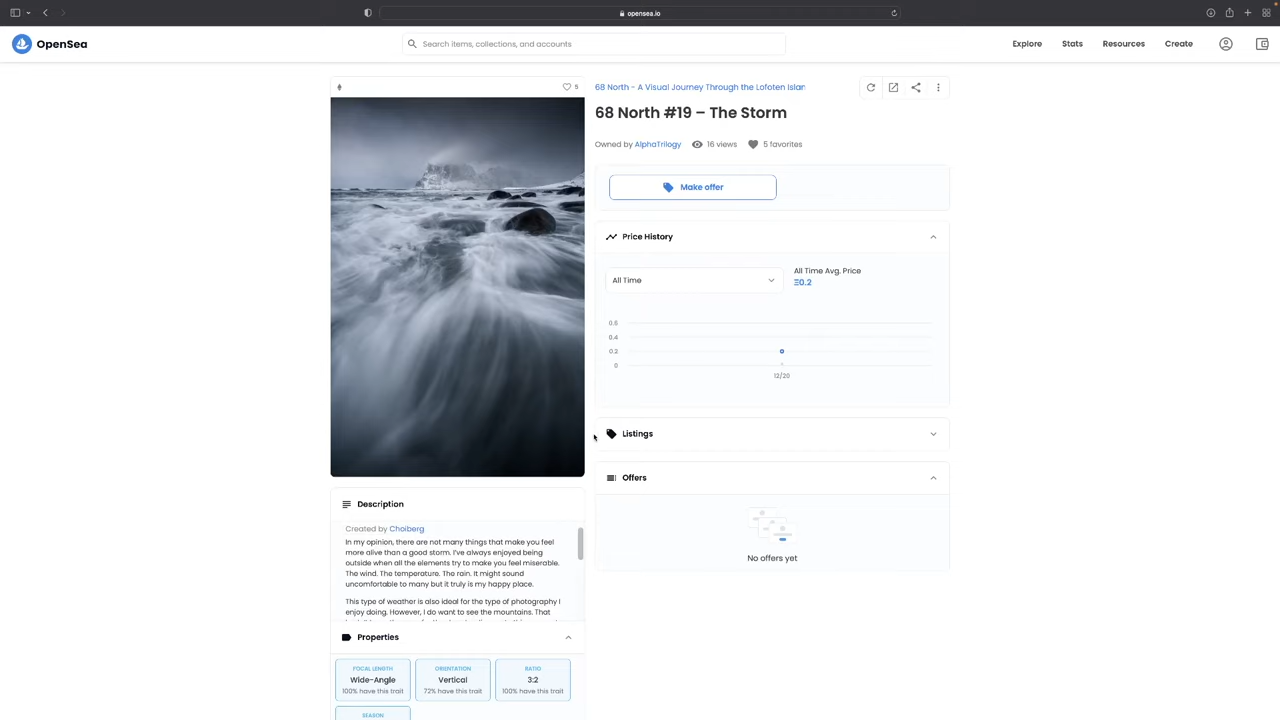 opensea.io
OpenSea
Search items, collections, and accounts
Explore
Stats
Resources
Create
5
68 North - A Visual Journey Through the Lofoten Islan
68 North #19 – The Storm
Owned by AlphaTrilogy
16 views
5 favorites
Make offer
Price History
All Time
All Time Avg. Price
Ξ0.2
0.6
0.4
0.2
0
12/20
Listings
Offers
No offers yet
Description
Created by Choiberg
In my opinion, there are not many things that make you feel
more alive than a good storm. I've always enjoyed being
outside when all the elements try to make you feel miserable.
The wind. The temperature. The rain. It might sound
uncomfortable to many but it truly is my happy place.
This type of weather is also ideal for the type of photography I
enjoy doing. However, I do want to see the mountains. That
Properties
FOCAL LENGTH
Wide-Angle
100% have this trait
ORIENTATION
Vertical
72% have this trait
RATIO
3:2
100% have this trait
SEASON